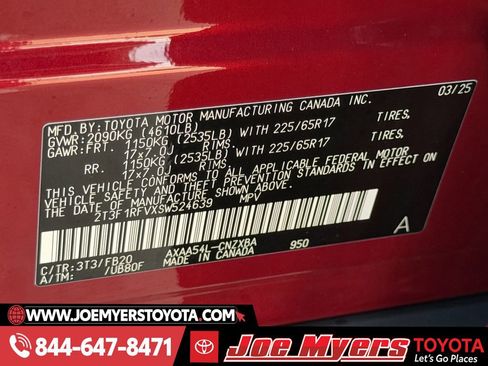 MFD.BY:TOYOTA MOTOR MANUFACTURING CANADA INC. 03/25
GVWR: 2090KG (4610LB)
GAWR:FRT. 1150KG (2535LB) WITH 225/65R17 TIRES,
17×7.0J
RR. 1150KG (2535LB) WITH 225/65R17 TIRES,
17×7.0J
THIS VEHICLE CONFORMS TO ALL APPLICABLE FEDERAL MOTOR
VEHICLE SAFETY AND THEFT PREVENTION STANDARDS IN EFFECT ON
THE DATE OF MANUFACTURE SHOWN ABOVE.
2T3F1RFVXSW524639 MPV
A
C/TR:3T3/FB20 AXAA54L-CNZXBA 950
A/TM: /UB80F MADE IN CANADA
WWW.JOEMYERSTOYOTA.COM
844-647-8471
Joe Myers
TOYOTA
Let's Go Places